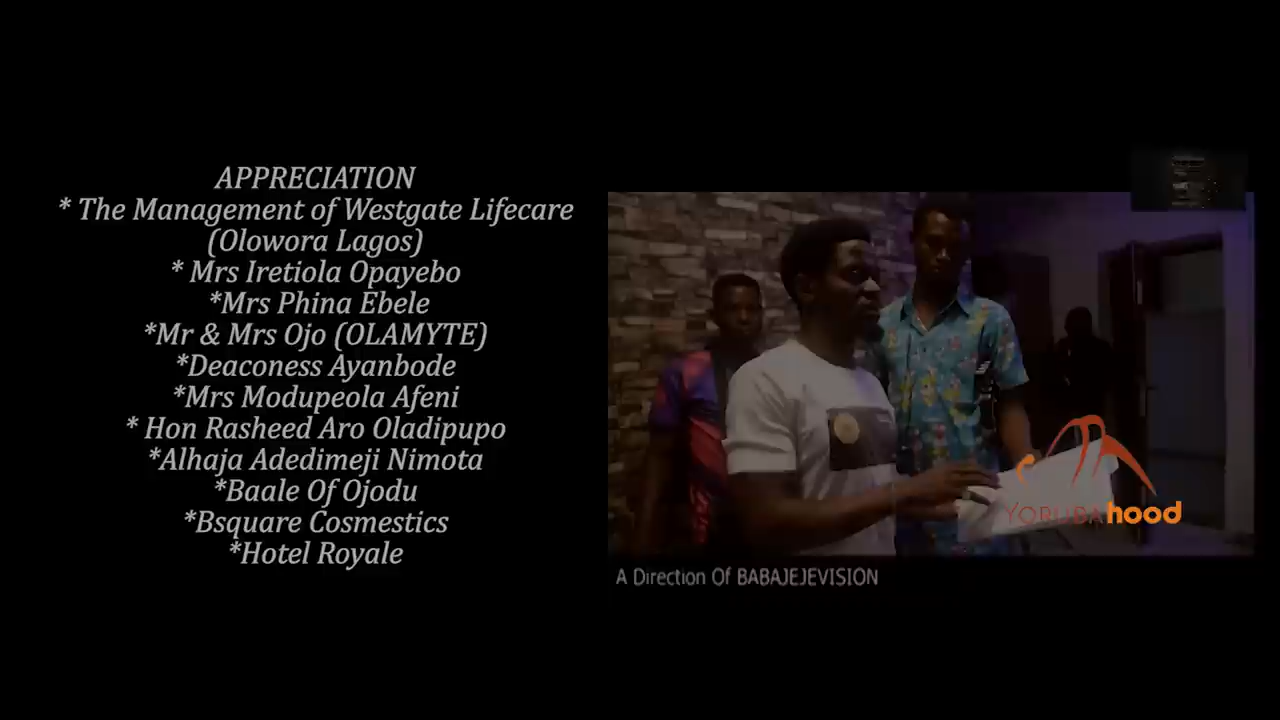 APPRECIATION
* The Management of Westgate Lifecare
(Olowora Lagos)
* Mrs Iretiola Opayebo
*Mrs Phina Ebele
*Mr & Mrs Ojo (OLAMYTE)
*Deaconess Ayanbode
*Mrs Modupeola Afeni
* Hon Rasheed Aro Oladipupo
*Alhaja Adedimeji Nimota
*Baale Of Ojodu
*Bsquare Cosmestics
*Hotel Royale
YORUBAhood
A Direction Of BABAJEJEVISION